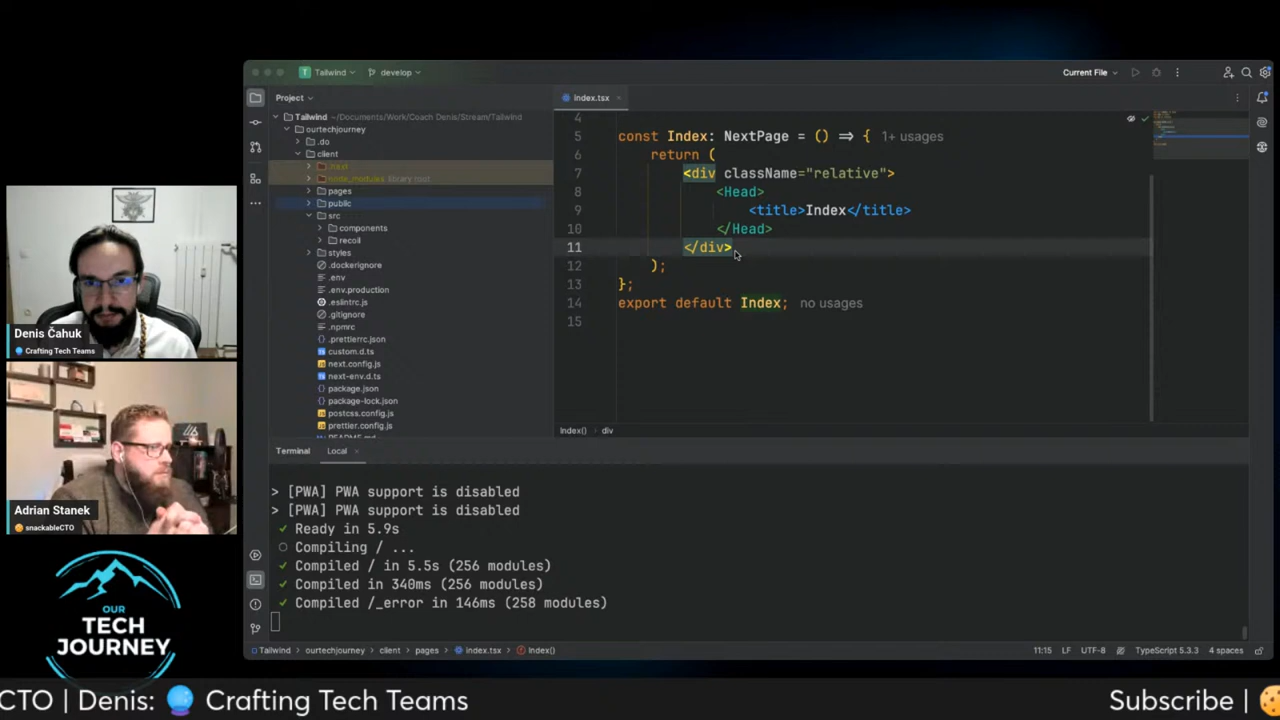 Tailwind
develop
Current File
Project
index.tsx
Tailwind ~/Documents/Work/Coach Denis/Stream/Tailwind
ourtechjourney
.do
client
.next
node_modules library root
pages
public
src
components
recoil
styles
.dockerignore
.env
.env.production
.eslintrc.js
.gitignore
.npmrc
.prettierrc.json
custom.d.ts
next.config.js
next-env.d.ts
package.json
package-lock.json
postcss.config.js
prettier.config.js
README.md
4
5 const Index: NextPage = () => { 1+ usages
6 return (
7 <div className="relative">
8 <Head>
9 <title>Index</title>
10 </Head>
11 </div>
12 );
13 };
14 export default Index; no usages
15
Index() div
Terminal Local
> [PWA] PWA support is disabled
> [PWA] PWA support is disabled
✓ Ready in 5.9s
○ Compiling / ...
✓ Compiled / in 5.5s (256 modules)
✓ Compiled in 340ms (256 modules)
✓ Compiled /_error in 146ms (258 modules)
Tailwind > ourtechjourney > client > pages > index.tsx > Index()
11:15 LF UTF-8 TypeScript 5.3.3 4 spaces
Denis Čahuk
Crafting Tech Teams
Adrian Stanek
snackableCTO
OUR
TECH
JOURNEY
CTO | Denis: 🔮 Crafting Tech Teams
Subscribe |